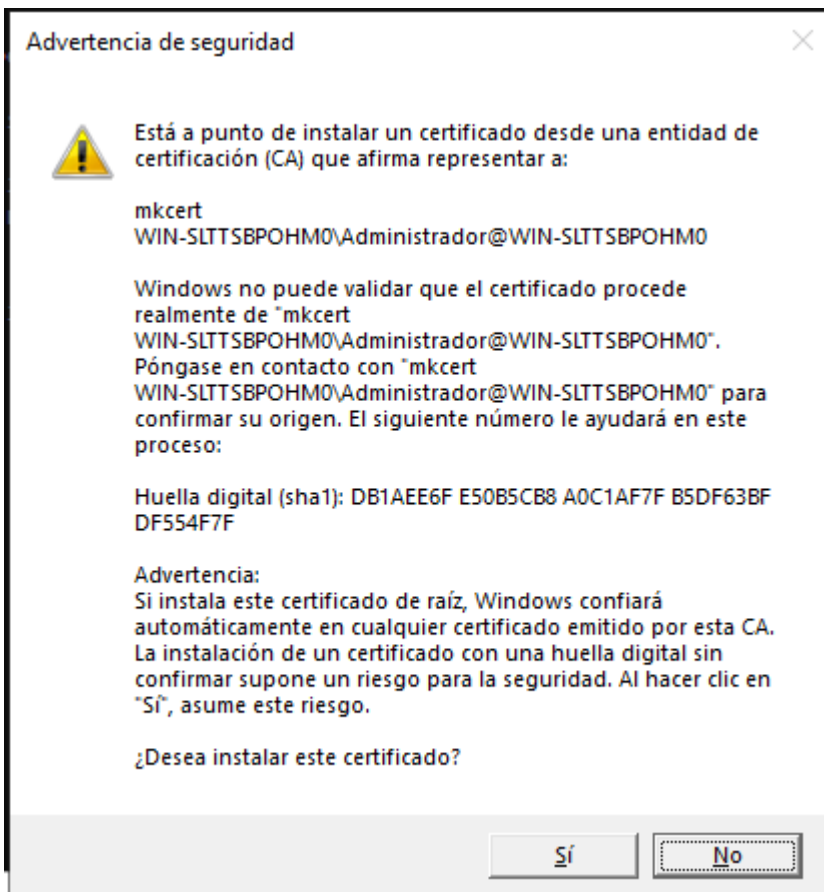 Advertencia de seguridad
Está a punto de instalar un certificado desde una entidad de
certificación (CA) que afirma representar a:
mkcert
WIN-SLTTSBPOHM0\Administrador@WIN-SLTTSBPOHM0
Windows no puede validar que el certificado procede
realmente de "mkcert
WIN-SLTTSBPOHM0\Administrador@WIN-SLTTSBPOHM0".
Póngase en contacto con "mkcert
WIN-SLTTSBPOHM0\Administrador@WIN-SLTTSBPOHM0" para
confirmar su origen. El siguiente número le ayudará en este
proceso:
Huella digital (sha1): DB1AEE6F E50B5CB8 A0C1AF7F B5DF63BF
DF554F7F
Advertencia:
Si instala este certificado de raíz, Windows confiará
automáticamente en cualquier certificado emitido por esta CA.
La instalación de un certificado con una huella digital sin
confirmar supone un riesgo para la seguridad. Al hacer clic en
"Sí", asume este riesgo.
¿Desea instalar este certificado?
Sí
No